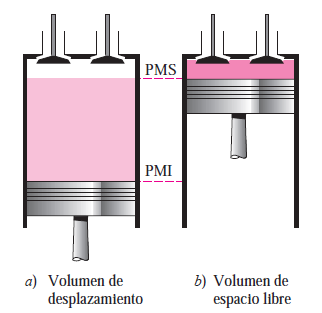 PMS
PMI
a) Volumen de
desplazamiento
b) Volumen de
espacio libre